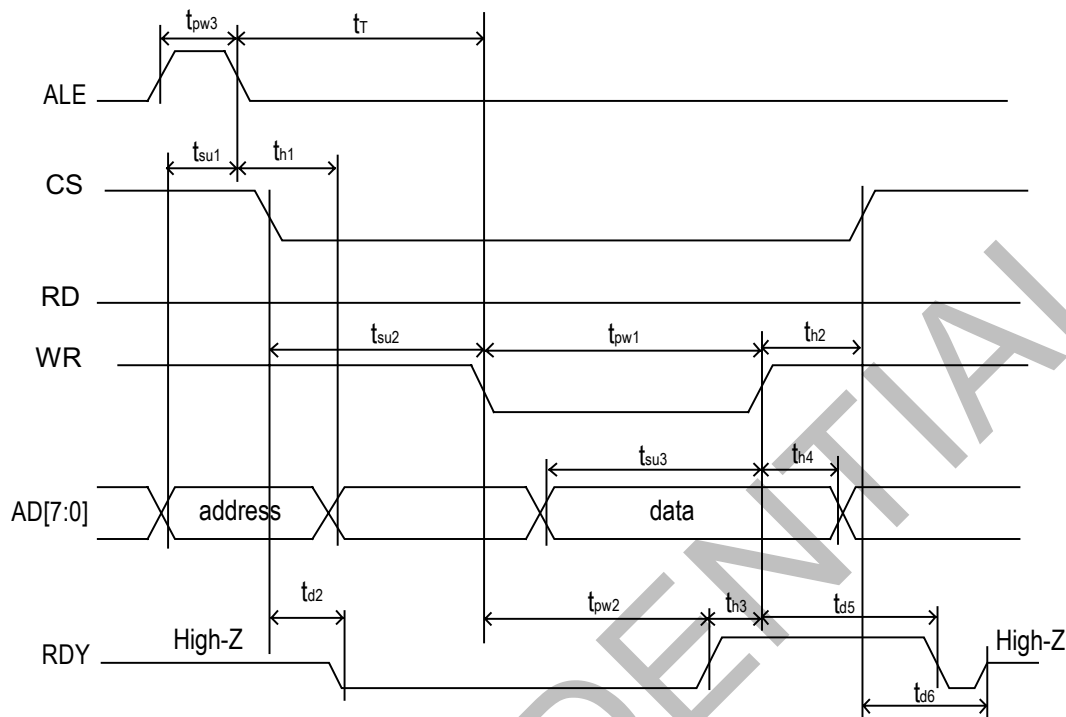 tpw3
tT
ALE
tsu1
th1
CS
RD
tsu2
tpw1
th2
WR
tsu3
th4
AD[7:0]
address
data
td2
tpw2
th3
td5
High-Z
High-Z
RDY
td6
DENTIAL